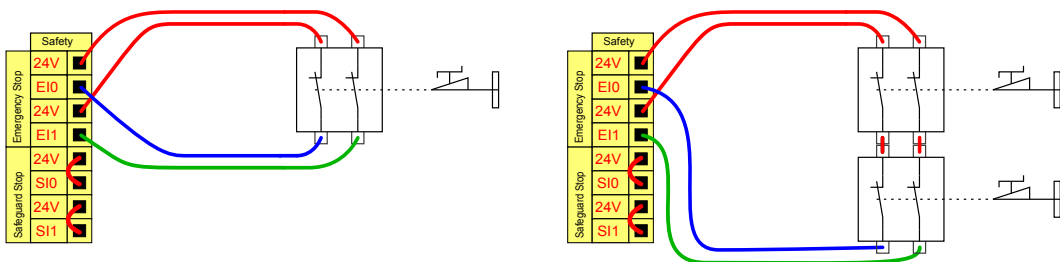 Safety
Emergency Stop
24V
EI0
24V
EI1
Safeguard Stop
24V
SI0
24V
SI1
Safety
Emergency Stop
24V
EI0
24V
EI1
Safeguard Stop
24V
SI0
24V
SI1